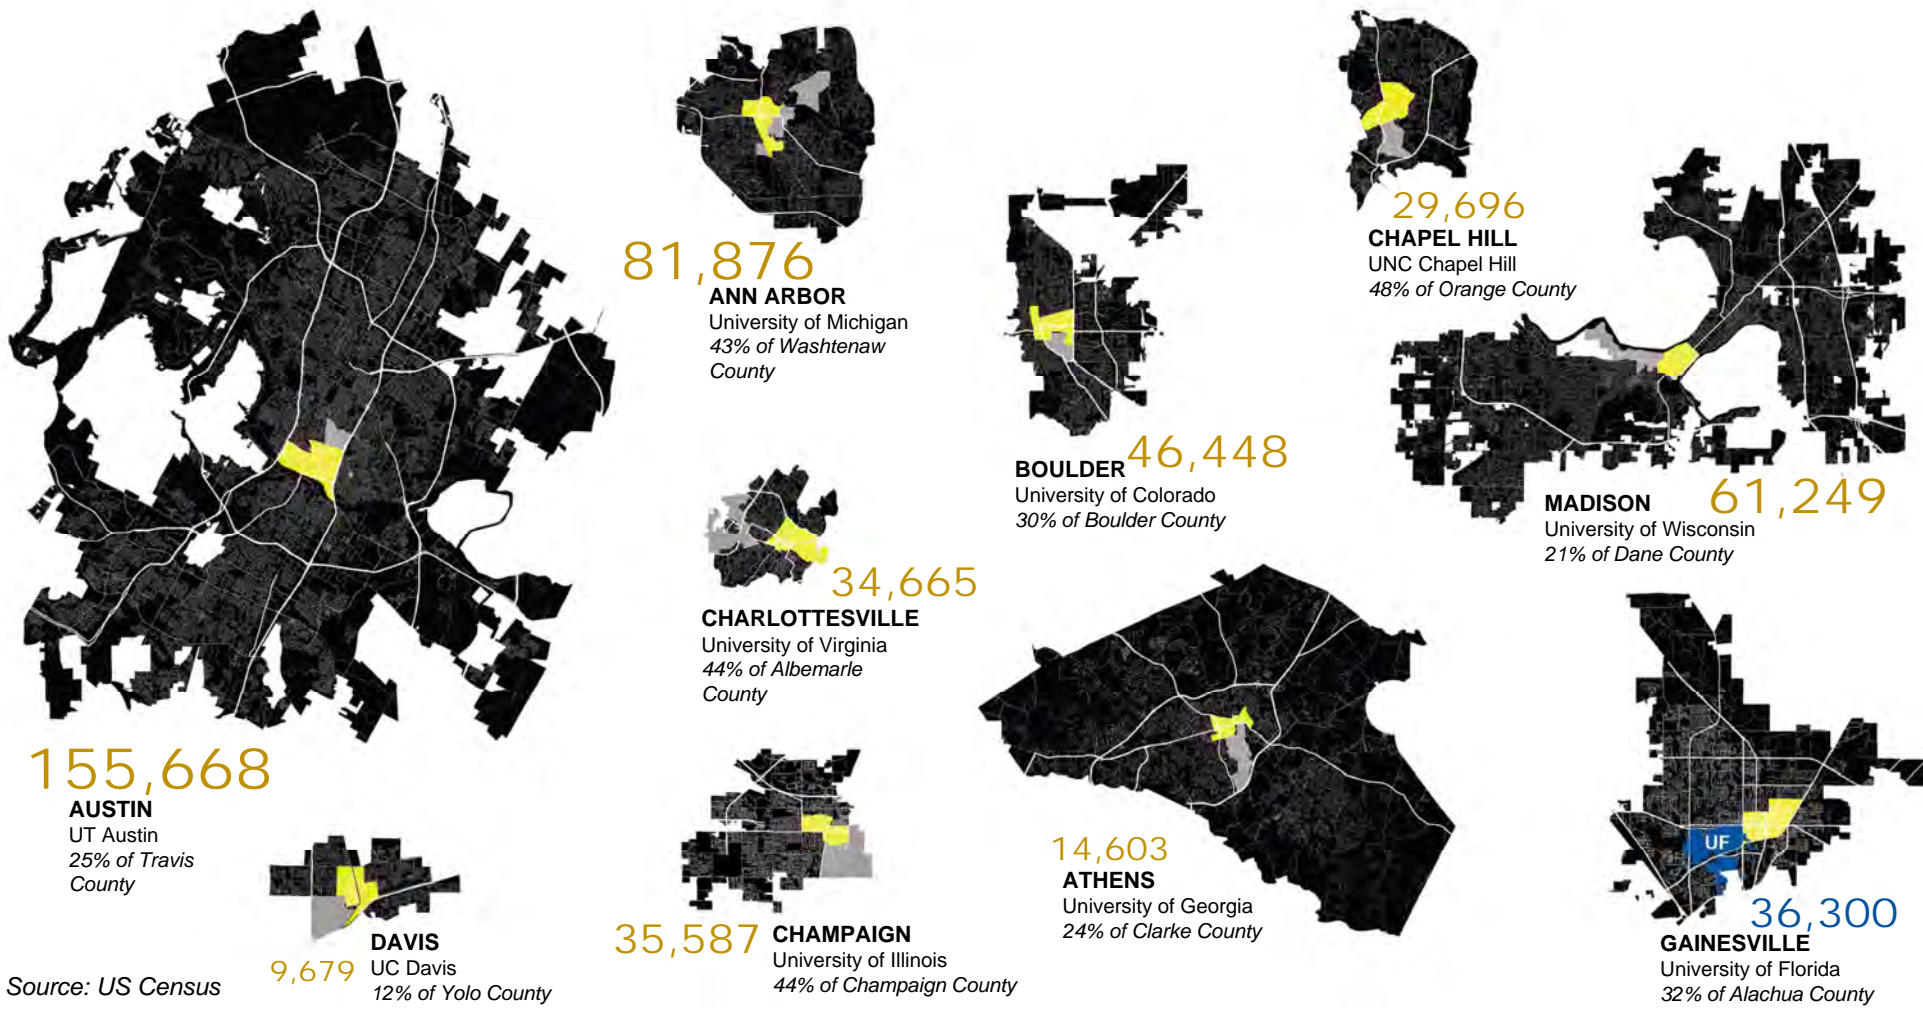 81,876
ANN ARBOR
University of Michigan
43% of Washtenaw
County
29,696
CHAPEL HILL
UNC Chapel Hill
48% of Orange County
BOULDER 46,448
University of Colorado
30% of Boulder County
MADISON 61,249
University of Wisconsin
21% of Dane County
34,665
CHARLOTTESVILLE
University of Virginia
44% of Albemarle
County
155,668
AUSTIN
UT Austin
25% of Travis
County
9,679
DAVIS
UC Davis
12% of Yolo County
35,587
CHAMPAIGN
University of Illinois
44% of Champaign County
14,603
ATHENS
University of Georgia
24% of Clarke County
UF
36,300
GAINESVILLE
University of Florida
32% of Alachua County
Source: US Census